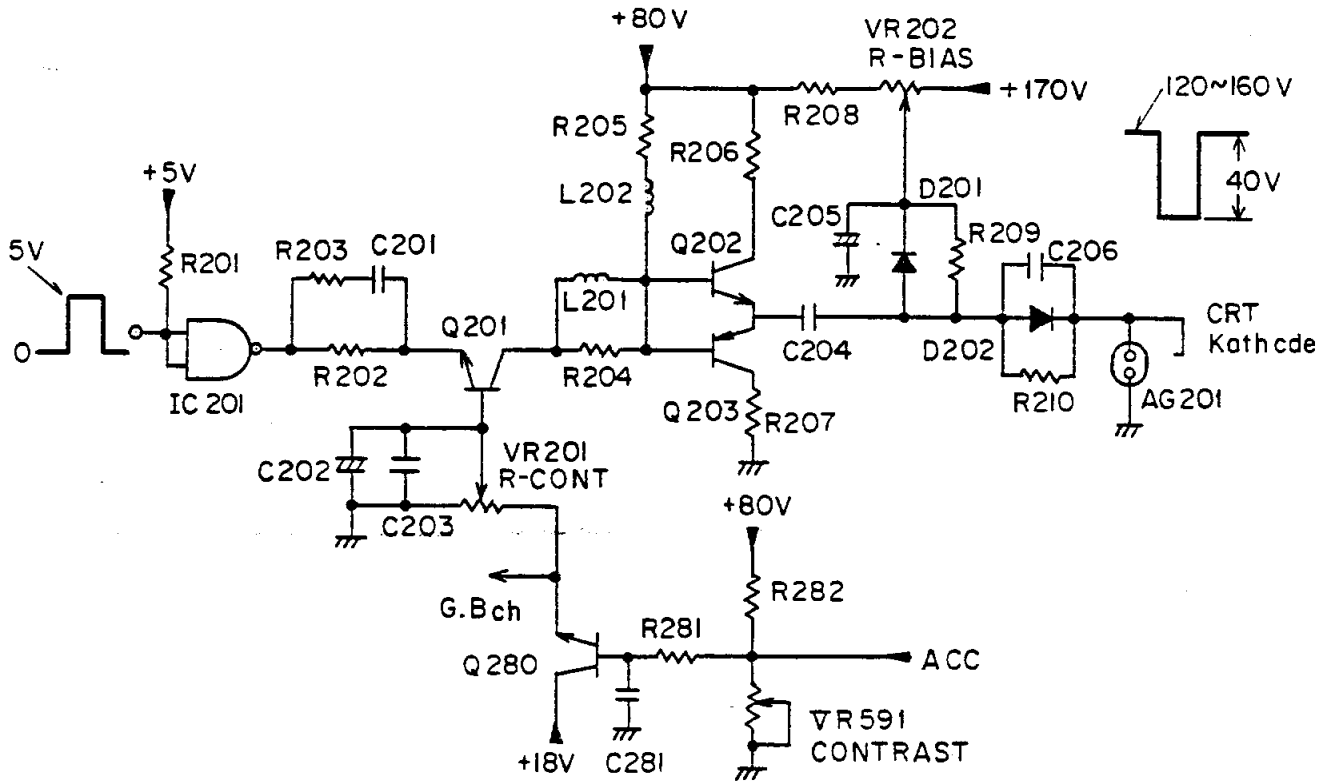 +80V
VR202
R-BIAS
+170V
120~160V
40V
R205
R208
R206
+5V
L202
D201
C205
R209
5V
R201
R203
C201
Q202
C206
L201
Q201
0
R202
R204
C204
D202
CRT
Kathcde
IC201
Q203
R207
R210
AG201
C202
VR201
R-CONT
C203
+80V
G.Bch
R282
R281
Q280
ACC
VR591
CONTRAST
+18V
C281